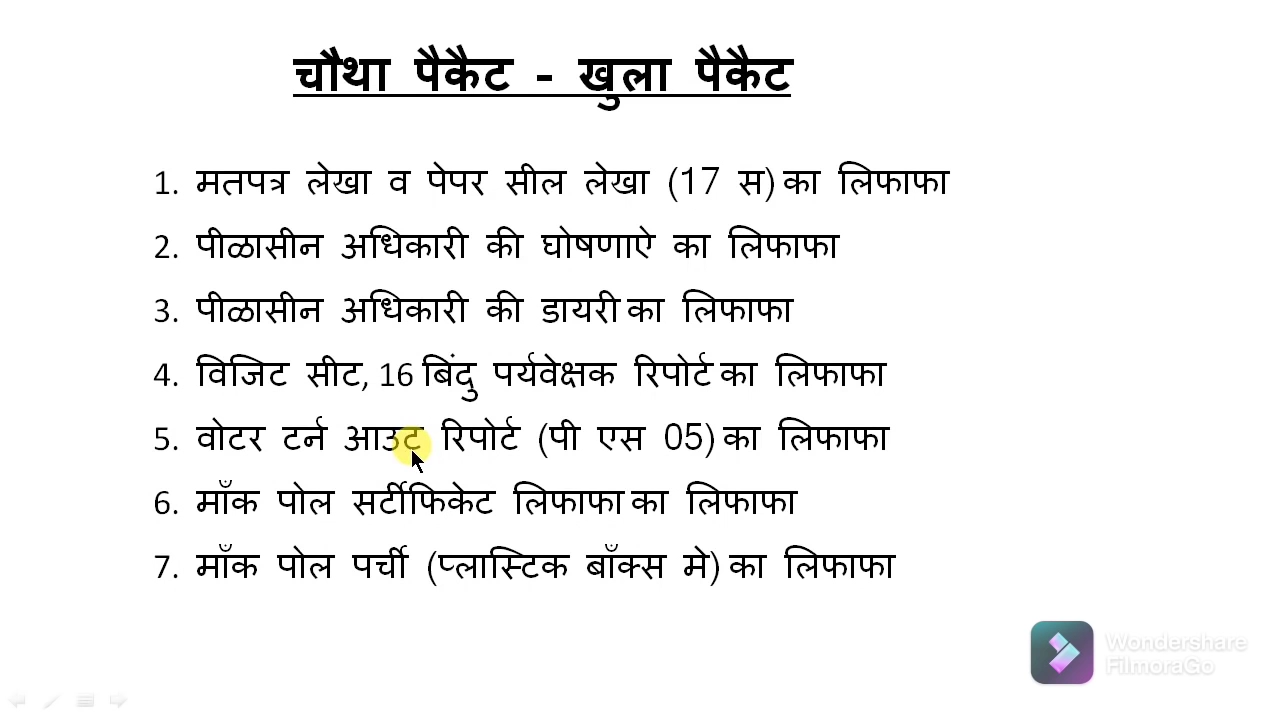 चौथा पैकैट - खुला पैकैट
1. मतपत्र लेखा व पेपर सील लेखा (17 स) का लिफाफा
2. पीळासीन अधिकारी की घोषणाऐ का लिफाफा
3. पीळासीन अधिकारी की डायरी का लिफाफा
4. विजिट सीट, 16 बिंदु पर्यवेक्षक रिपोर्ट का लिफाफा
5. वोटर टर्न आउट रिपोर्ट (पी एस 05) का लिफाफा
6. माँक पोल सर्टीफिकेट लिफाफा का लिफाफा
7. माँक पोल पर्ची (प्लास्टिक बाँक्स मे) का लिफाफा
Wondershare
FilmoraGo